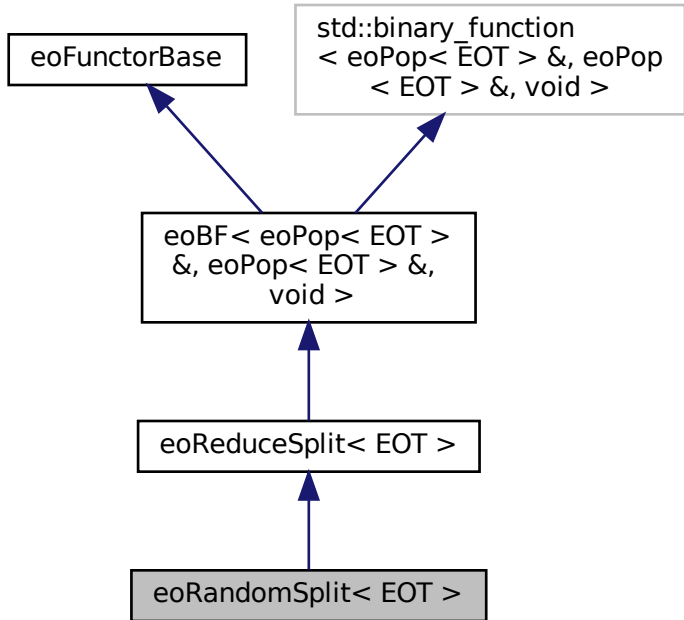 eoFunctorBase
std::binary_function
< eoPop< EOT > &, eoPop
< EOT > &, void >
eoBF< eoPop< EOT >
&, eoPop< EOT > &,
void >
eoReduceSplit< EOT >
eoRandomSplit< EOT >